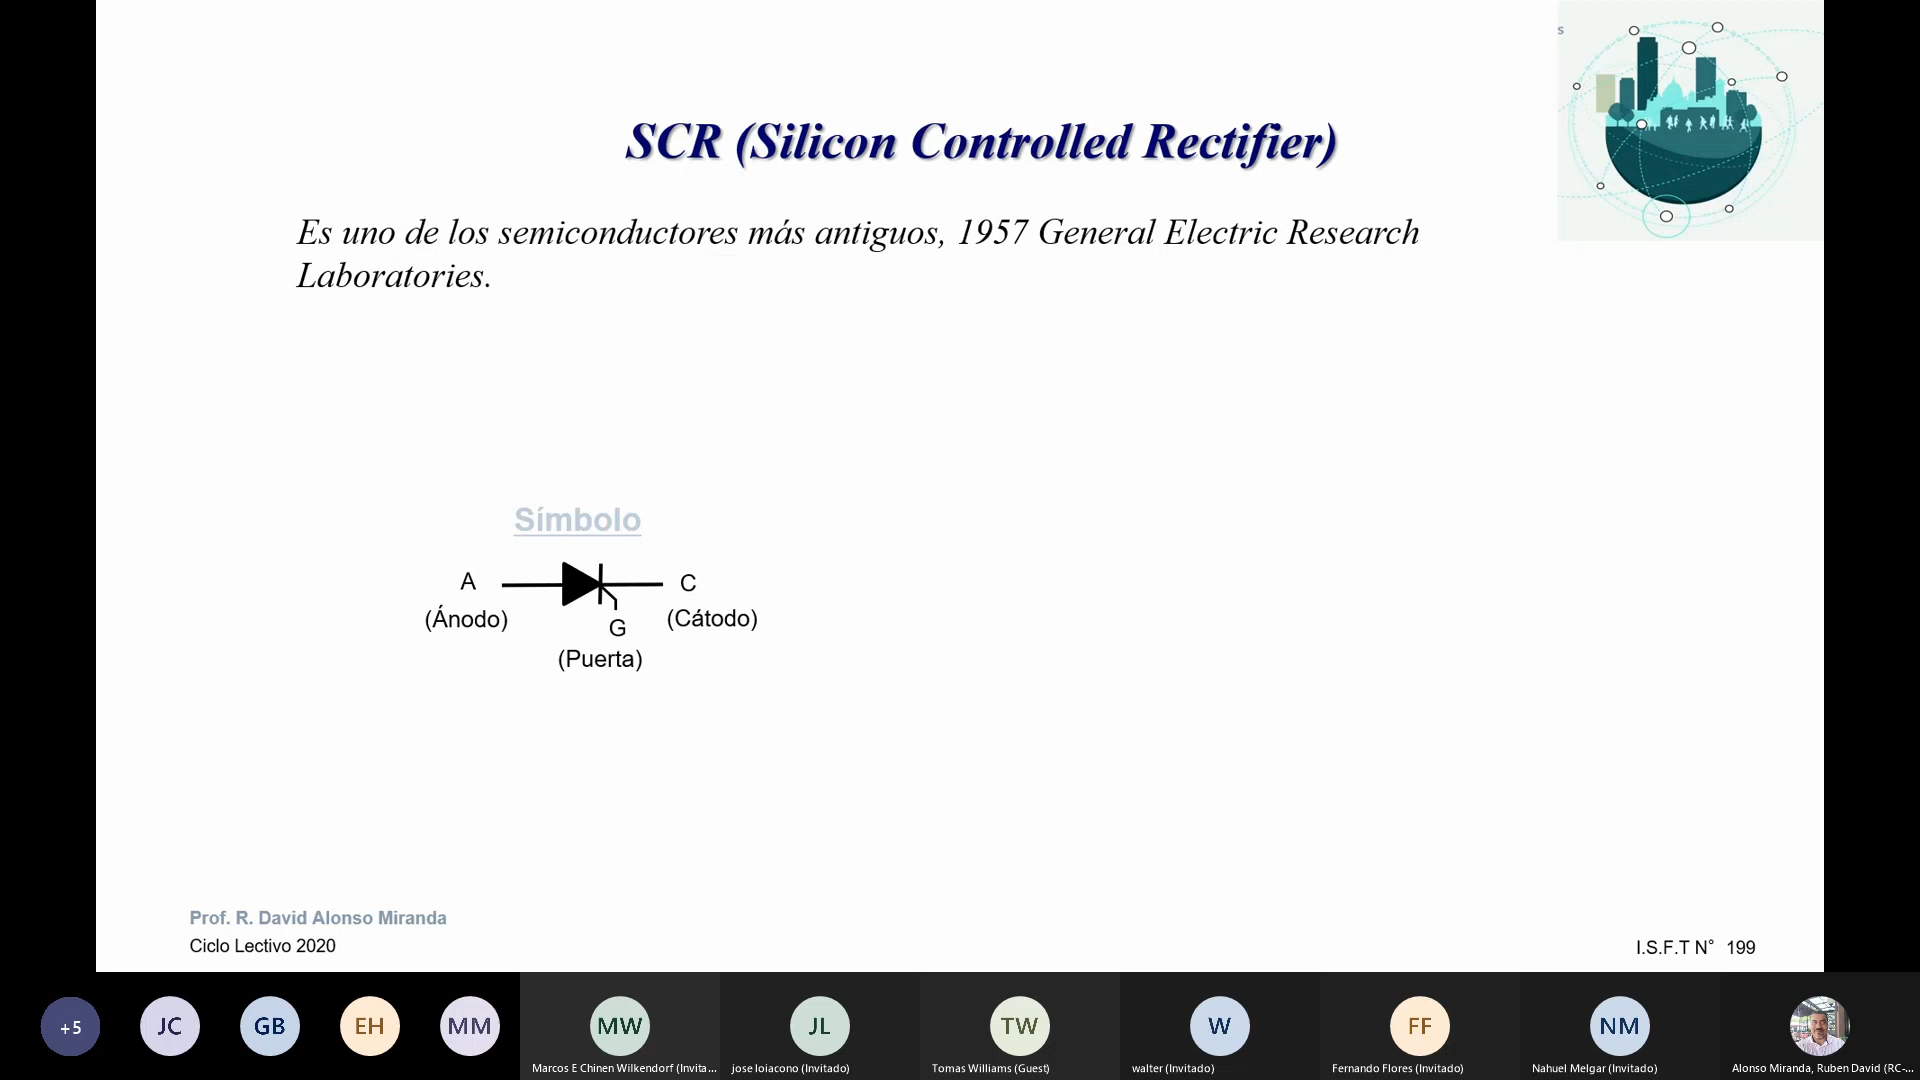 s
SCR (Silicon Controlled Rectifier)
Es uno de los semiconductores más antiguos, 1957 General Electric Research
Laboratories.
Símbolo
A
C
(Ánodo)
(Cátodo)
G
(Puerta)
Prof. R. David Alonso Miranda
Ciclo Lectivo 2020
I.S.F.T N° 199
+5
JC
GB
EH
MM
MW
JL
TW
W
FF
NM
Marcos E Chinen Wilkendorf (Invita...
jose loiacono (Invitado)
Tomas Williams (Guest)
walter (Invitado)
Fernando Flores (Invitado)
Nahuel Melgar (Invitado)
Alonso Miranda, Ruben David (RC-...